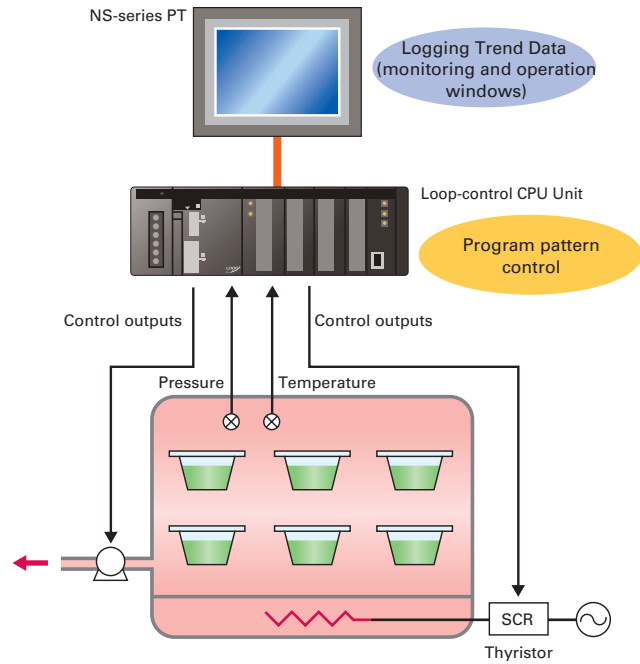 NS-series PT
Logging Trend Data
(monitoring and operation
windows)
Loop-control CPU Unit
Program pattern
control
Control outputs
Control outputs
Pressure
Temperature
SCR
Thyristor